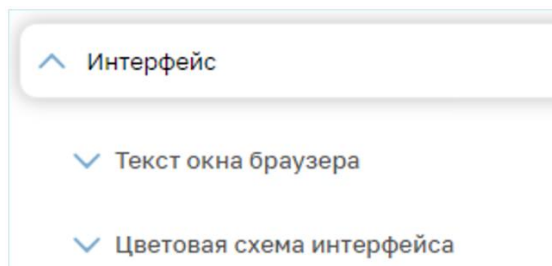 Интерфейс
Текст окна браузера
Цветовая схема интерфейса